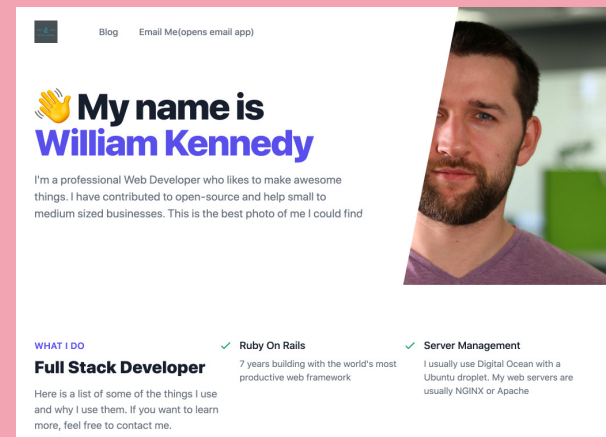 Blog Email Me(opens email app)
My name is
William Kennedy
I'm a professional Web Developer who likes to make awesome
things. I have contributed to open-source and help small to
medium sized businesses. This is the best photo of me I could find
WHAT I DO
Full Stack Developer
Here is a list of some of the things I use
and why I use them. If you want to learn
more, feel free to contact me.
Ruby On Rails
7 years building with the world's most
productive web framework
Server Management
I usually use Digital Ocean with a
Ubuntu droplet. My web servers are
usually NGINX or Apache